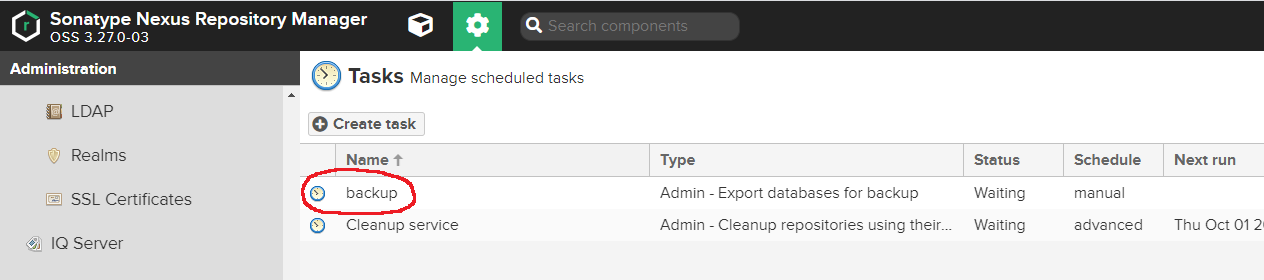 Sonatype Nexus Repository Manager
OSS 3.27.0-03
Search components
Administration
LDAP
Realms
SSL Certificates
IQ Server
Tasks Manage scheduled tasks
Create task
Name Type Status Schedule Next run
backup Admin - Export databases for backup Waiting manual
Cleanup service Admin - Cleanup repositories using their... Waiting advanced Thu Oct 01 20